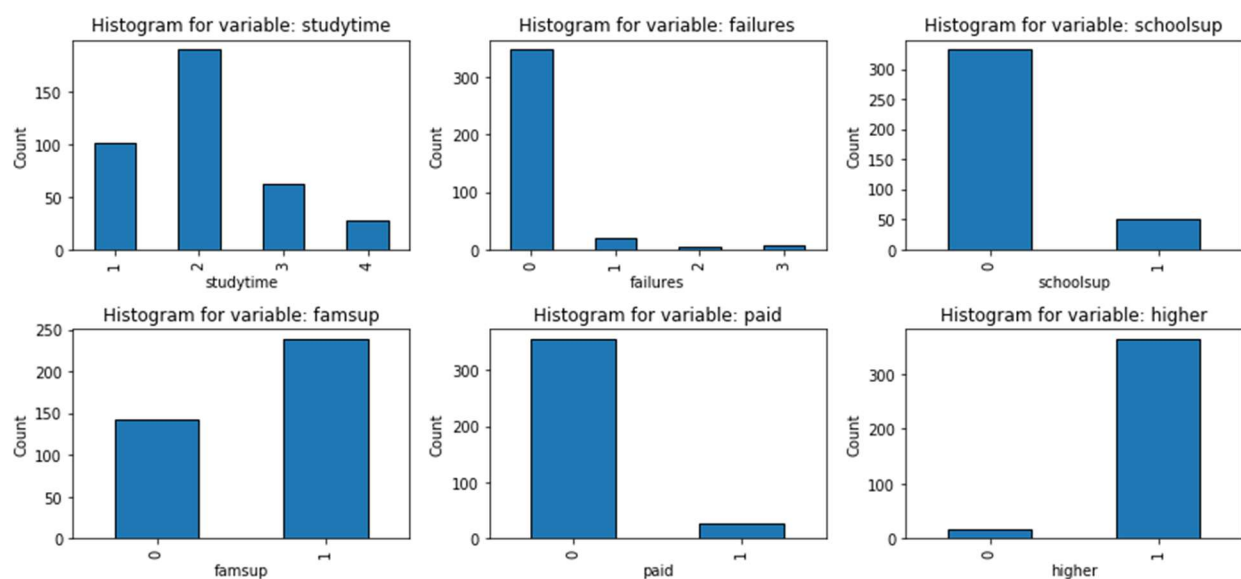 Histogram for variable: studytime
Count
150
100
50
0
1 2 3 4
studytime
Histogram for variable: failures
Count
300
200
100
0
0 1 2 3
failures
Histogram for variable: schoolsup
Count
300
250
200
150
100
50
0
0 1
schoolsup
Histogram for variable: famsup
Count
250
200
150
100
50
0
0 1
famsup
Histogram for variable: paid
Count
300
200
100
0
0 1
paid
Histogram for variable: higher
Count
300
200
100
0
0 1
higher